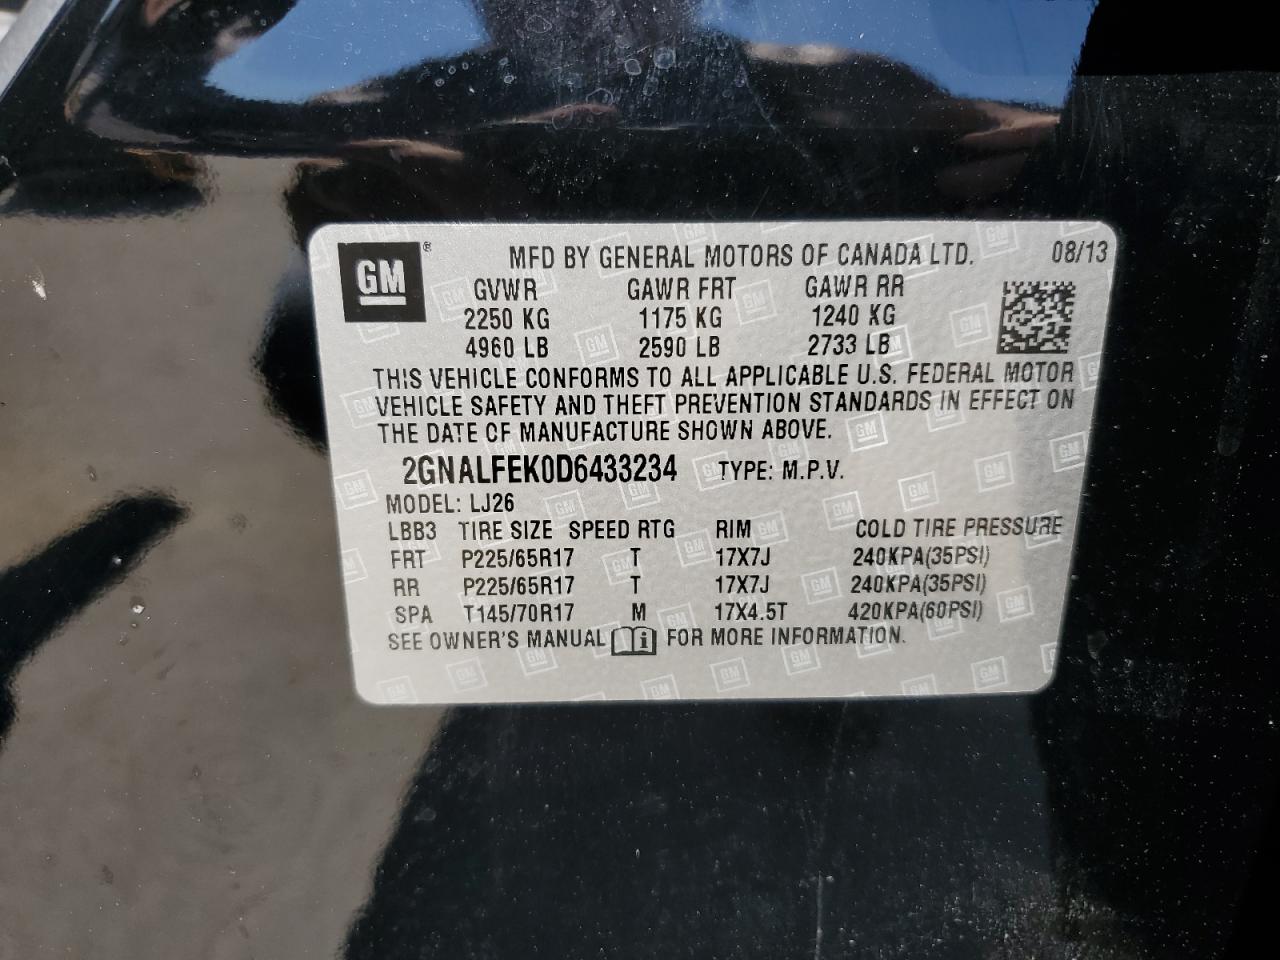 GM ® MFD BY GENERAL MOTORS OF CANADA LTD. 08/13
GVWR GAWR FRT GAWR RR
2250 KG 1175 KG 1240 KG
4960 LB 2590 LB 2733 LB
THIS VEHICLE CONFORMS TO ALL APPLICABLE U.S. FEDERAL MOTOR
VEHICLE SAFETY AND THEFT PREVENTION STANDARDS IN EFFECT ON
THE DATE OF MANUFACTURE SHOWN ABOVE.
2GNALFEK0D6433234 TYPE: M.P.V.
MODEL: LJ26
LBB3 TIRE SIZE SPEED RTG RIM COLD TIRE PRESSURE
FRT P225/65R17 T 17X7J 240KPA(35PSI)
RR P225/65R17 T 17X7J 240KPA(35PSI)
SPA T145/70R17 M 17X4.5T 420KPA(60PSI)
SEE OWNER'S MANUAL i FOR MORE INFORMATION.